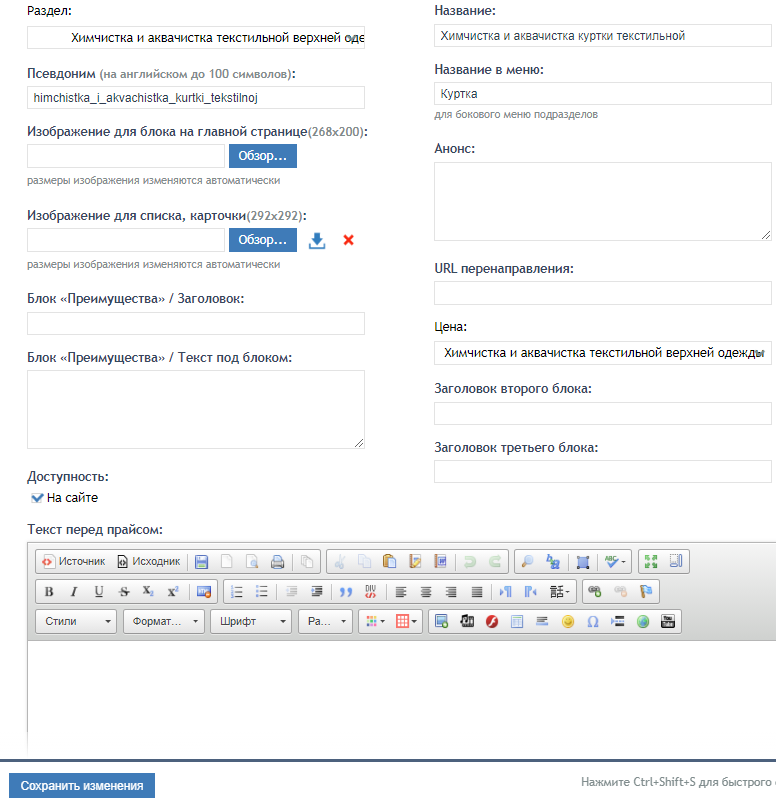 Раздел:
Химчистка и аквачистка текстильной верхней оде
Псевдоним (на английском до 100 символов):
himchistka_i_akvachistka_kurtki_tekstilnoj
Изображение для блока на главной странице(268x200):
Обзор...
размеры изображения изменяются автоматически
Изображение для списка, карточки(292x292):
Обзор...
размеры изображения изменяются автоматически
Блок «Преимущества» / Заголовок:
Блок «Преимущества» / Текст под блоком:
Доступность:
На сайте
Название:
Химчистка и аквачистка куртки текстильной
Название в меню:
Куртка
для бокового меню подразделов
Анонс:
URL перенаправления:
Цена:
Химчистка и аквачистка текстильной верхней одежды
Заголовок второго блока:
Заголовок третьего блока:
Текст перед прайсом:
Источник Исходник
B I U S X₂ X² DIV
Стили Формат... Шрифт Ра... You Tube
Сохранить изменения
Нажмите Ctrl+Shift+S для быстрого